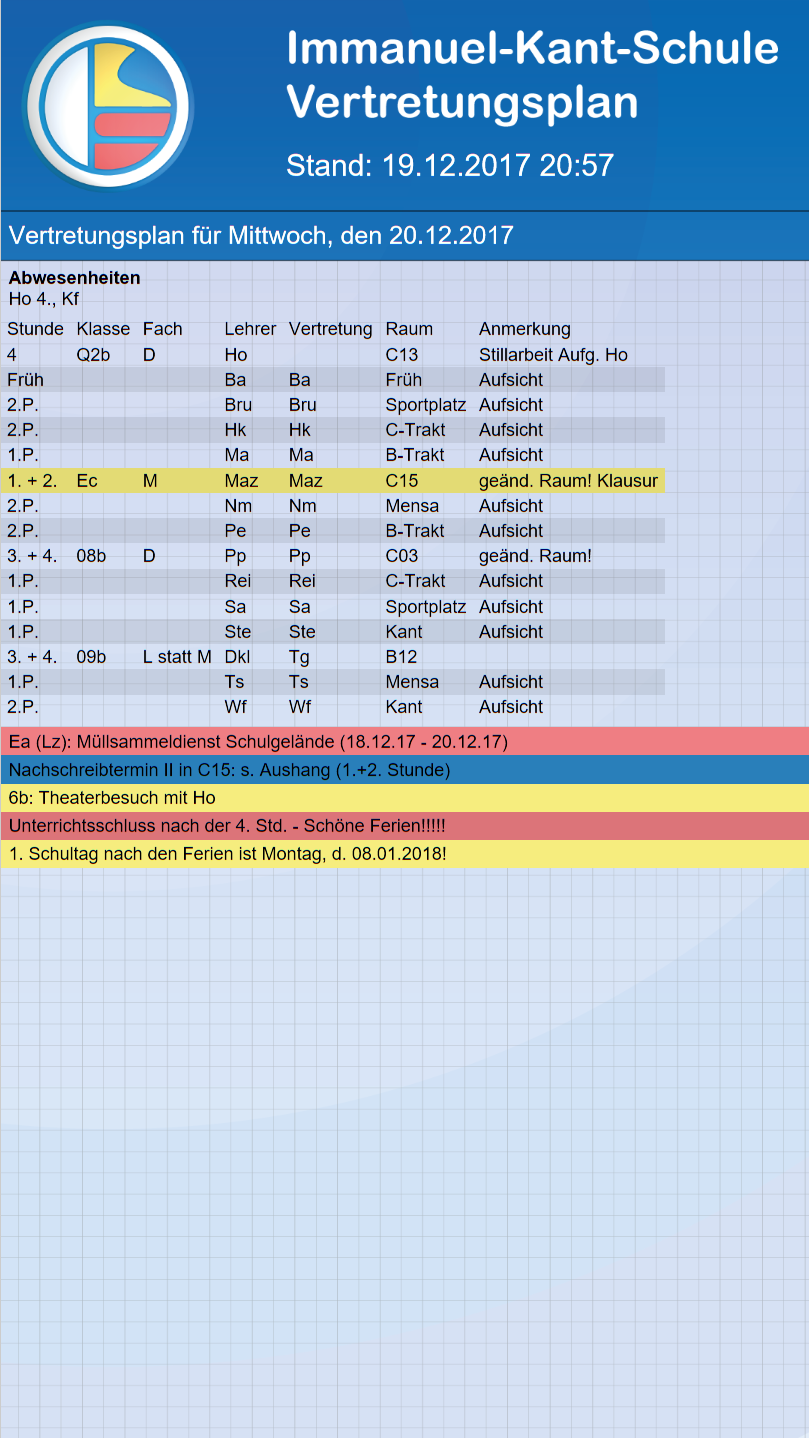 Immanuel-Kant-Schule
Vertretungsplan
Stand: 19.12.2017 20:57
Vertretungsplan für Mittwoch, den 20.12.2017
Abwesenheiten
Ho 4., Kf
Stunde Klasse Fach Lehrer Vertretung Raum Anmerkung
4 Q2b D Ho C13 Stillarbeit Aufg. Ho
Früh Ba Ba Früh Aufsicht
2.P. Bru Bru Sportplatz Aufsicht
2.P. Hk Hk C-Trakt Aufsicht
1.P. Ma Ma B-Trakt Aufsicht
1. + 2. Ec M Maz Maz C15 geänd. Raum! Klausur
2.P. Nm Nm Mensa Aufsicht
2.P. Pe Pe B-Trakt Aufsicht
3. + 4. 08b D Pp Pp C03 geänd. Raum!
1.P. Rei Rei C-Trakt Aufsicht
1.P. Sa Sa Sportplatz Aufsicht
1.P. Ste Ste Kant Aufsicht
3. + 4. 09b L statt M Dkl Tg B12
1.P. Ts Ts Mensa Aufsicht
2.P. Wf Wf Kant Aufsicht
Ea (Lz): Müllsammeldienst Schulgelände (18.12.17 - 20.12.17)
Nachschreibtermin II in C15: s. Aushang (1.+2. Stunde)
6b: Theaterbesuch mit Ho
Unterrichtsschluss nach der 4. Std. - Schöne Ferien!!!!!
1. Schultag nach den Ferien ist Montag, d. 08.01.2018!